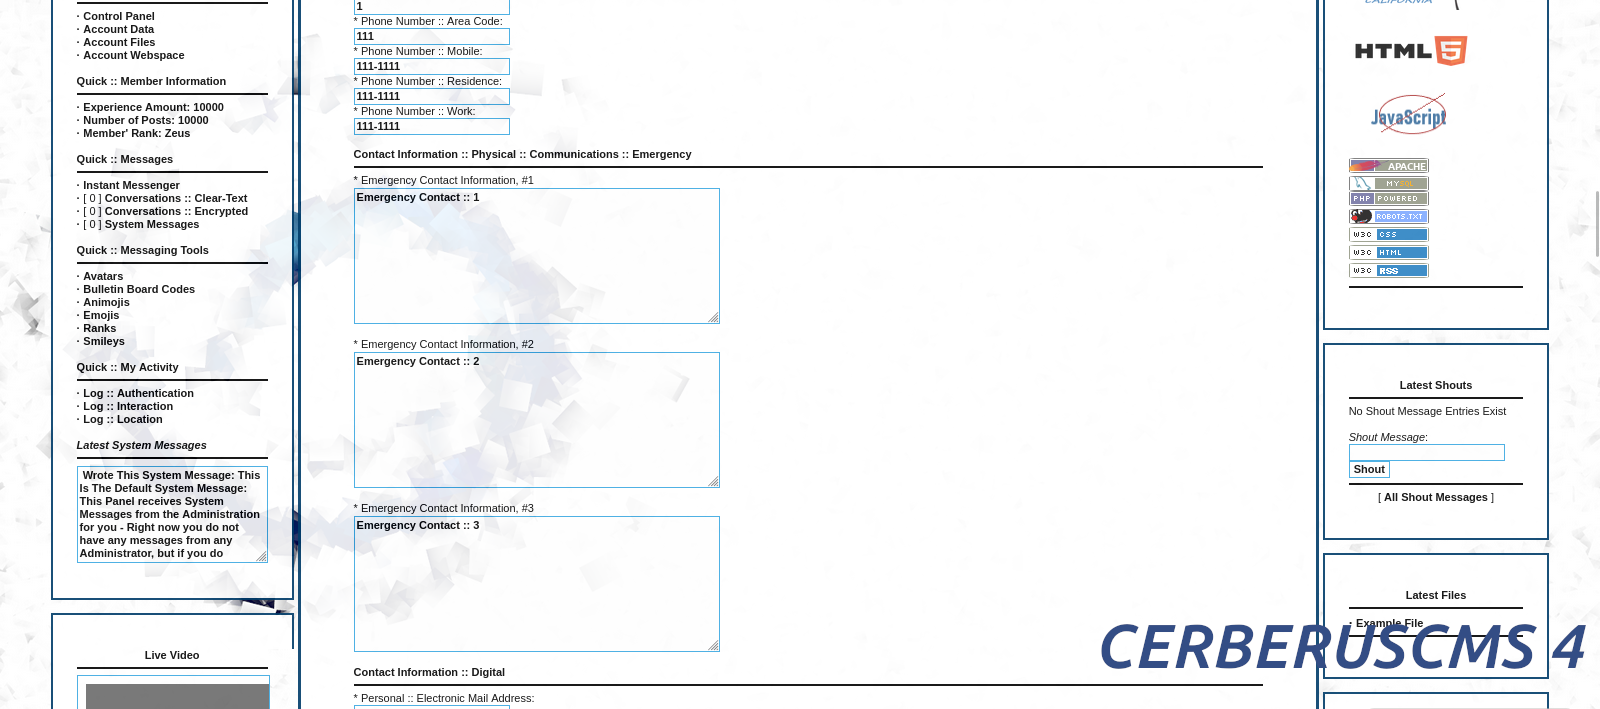 · Control Panel
· Account Data
· Account Files
· Account Webspace
Quick :: Member Information
· Experience Amount: 10000
· Number of Posts: 10000
· Member' Rank: Zeus
Quick :: Messages
· Instant Messenger
· [ 0 ] Conversations :: Clear-Text
· [ 0 ] Conversations :: Encrypted
· [ 0 ] System Messages
Quick :: Messaging Tools
· Avatars
· Bulletin Board Codes
· Animojis
· Emojis
· Ranks
· Smileys
Quick :: My Activity
· Log :: Authentication
· Log :: Interaction
· Log :: Location
Latest System Messages
Wrote This System Message: This
Is The Default System Message:
This Panel receives System
Messages from the Administration
for you - Right now you do not
have any messages from any
Administrator, but if you do
Live Video
1
* Phone Number :: Area Code:
111
* Phone Number :: Mobile:
111-1111
* Phone Number :: Residence:
111-1111
* Phone Number :: Work:
111-1111
Contact Information :: Physical :: Communications :: Emergency
* Emergency Contact Information, #1
Emergency Contact :: 1
* Emergency Contact Information, #2
Emergency Contact :: 2
* Emergency Contact Information, #3
Emergency Contact :: 3
Contact Information :: Digital
* Personal :: Electronic Mail Address:
CALIFORNIA
HTML 5
JavaScript
APACHE
MY
PHP POWERED
ROBOTS.TXT
W3C CSS
W3C HTML
W3C RSS
Latest Shouts
No Shout Message Entries Exist
Shout Message:
Shout
[ All Shout Messages ]
Latest Files
· Example File
CERBERUSCMS 4